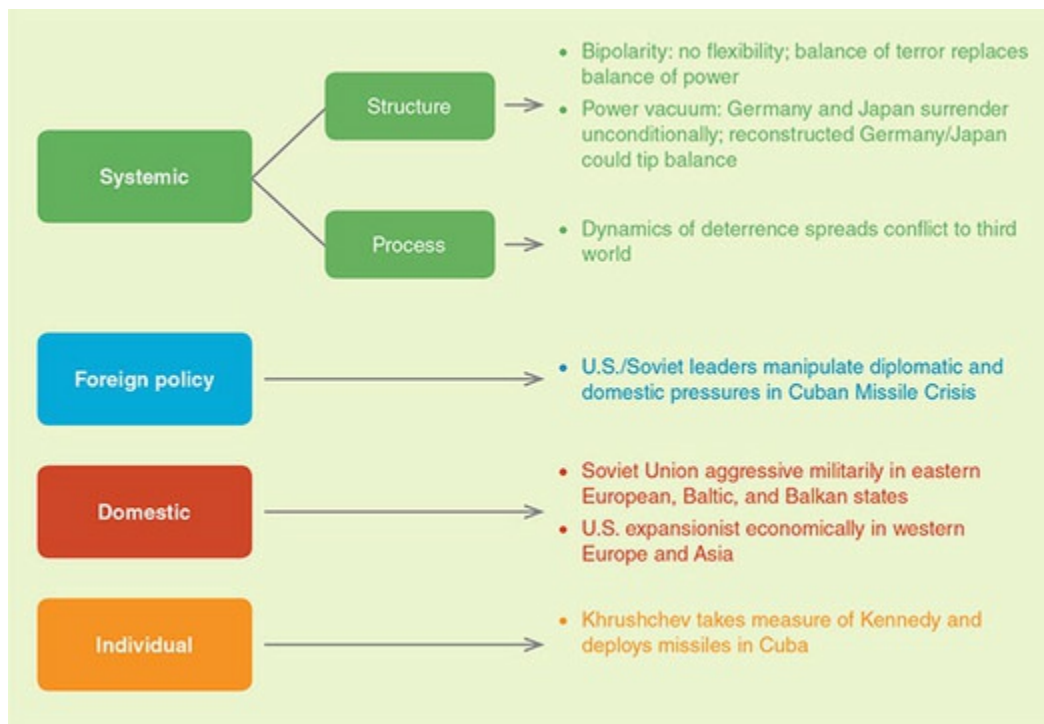 Systemic
Structure
• Bipolarity: no flexibility; balance of terror replaces
balance of power
• Power vacuum: Germany and Japan surrender
unconditionally; reconstructed Germany/Japan
could tip balance
Process
• Dynamics of deterrence spreads conflict to third
world
Foreign policy
• U.S./Soviet leaders manipulate diplomatic and
domestic pressures in Cuban Missile Crisis
Domestic
• Soviet Union aggressive militarily in eastern
European, Baltic, and Balkan states
• U.S. expansionist economically in western
Europe and Asia
Individual
• Khrushchev takes measure of Kennedy and
deploys missiles in Cuba